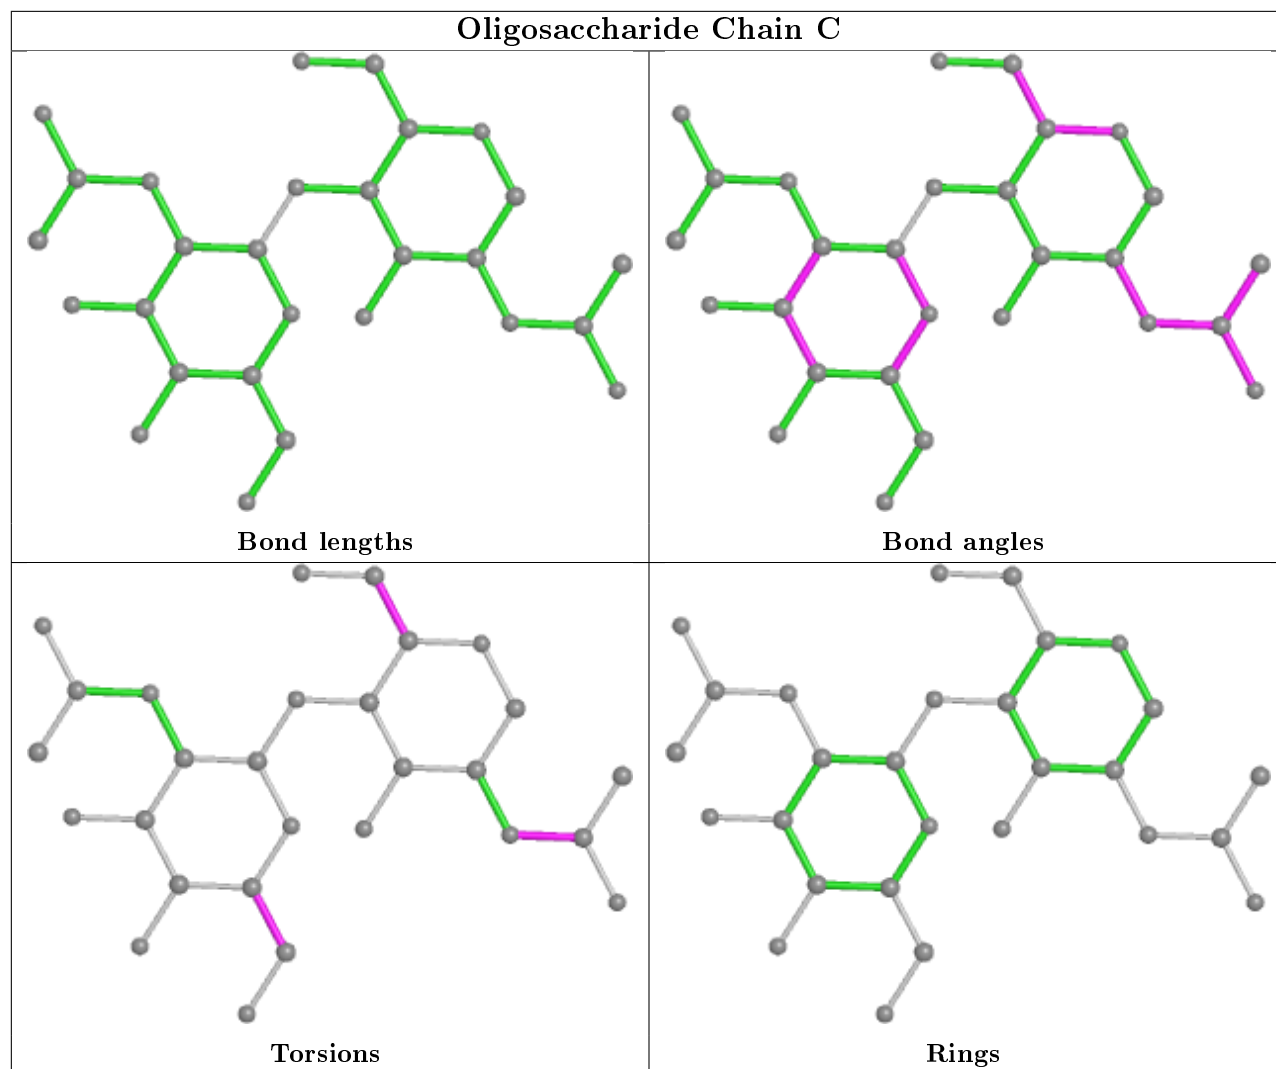 Oligosaccharide Chain C
Bond lengths
Bond angles
Torsions
Rings